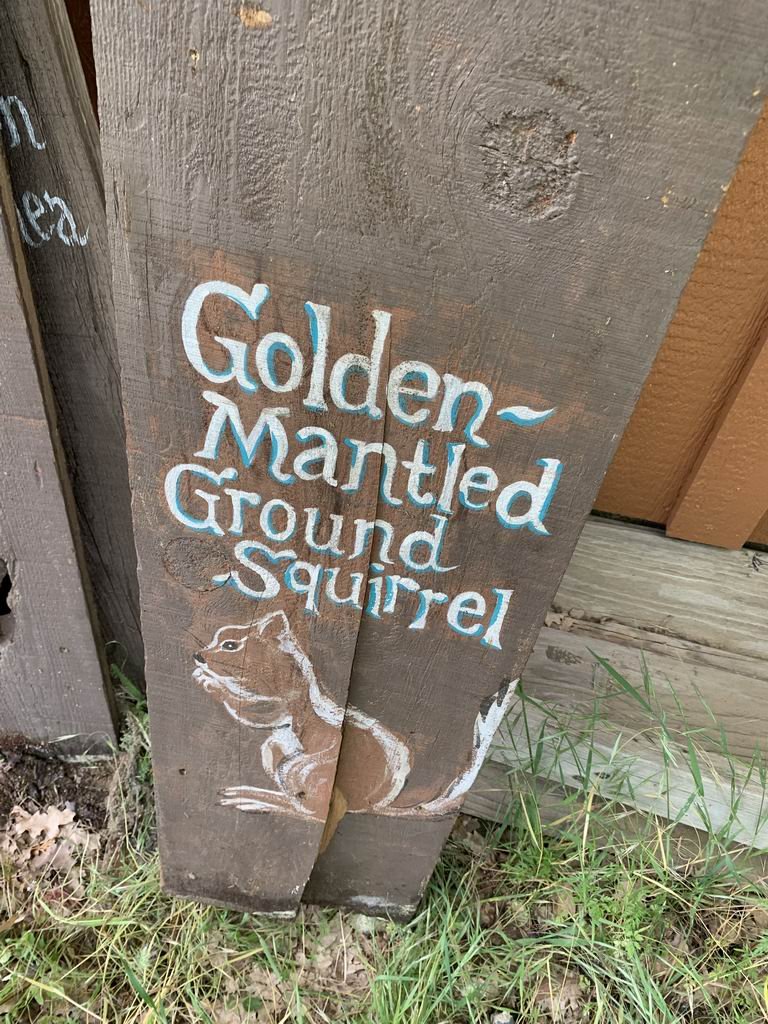 Golden~
Mantled
Ground
Squirrel